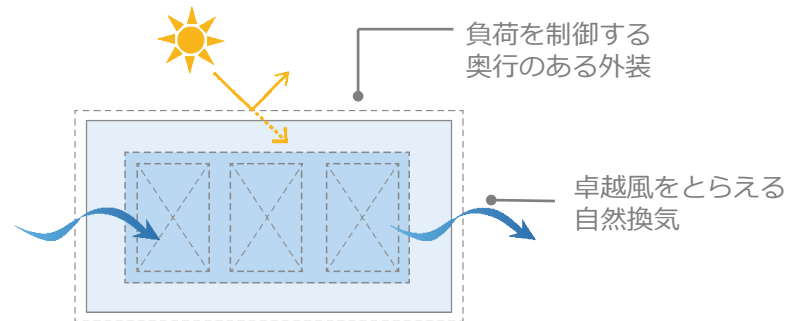 負荷を制御する
奥行のある外装
卓越風をとらえる
自然換気